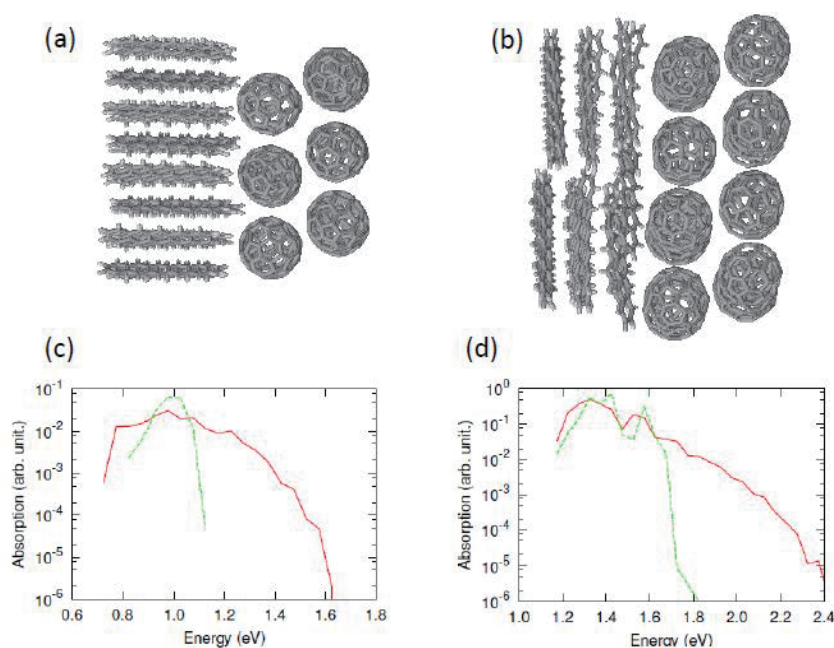 (a)
(b)
(c)
(d)
10-1
10-2
10-3
10-4
10-5
10-6
Absorption (arb. unit.)
0.6 0.8 1.0 1.2 1.4 1.6 1.8
Energy (eV)
100
10-1
10-2
10-3
10-4
10-5
10-6
Absorption (arb. unit.)
1.0 1.2 1.4 1.6 1.8 2.0 2.2 2.4
Energy (eV)